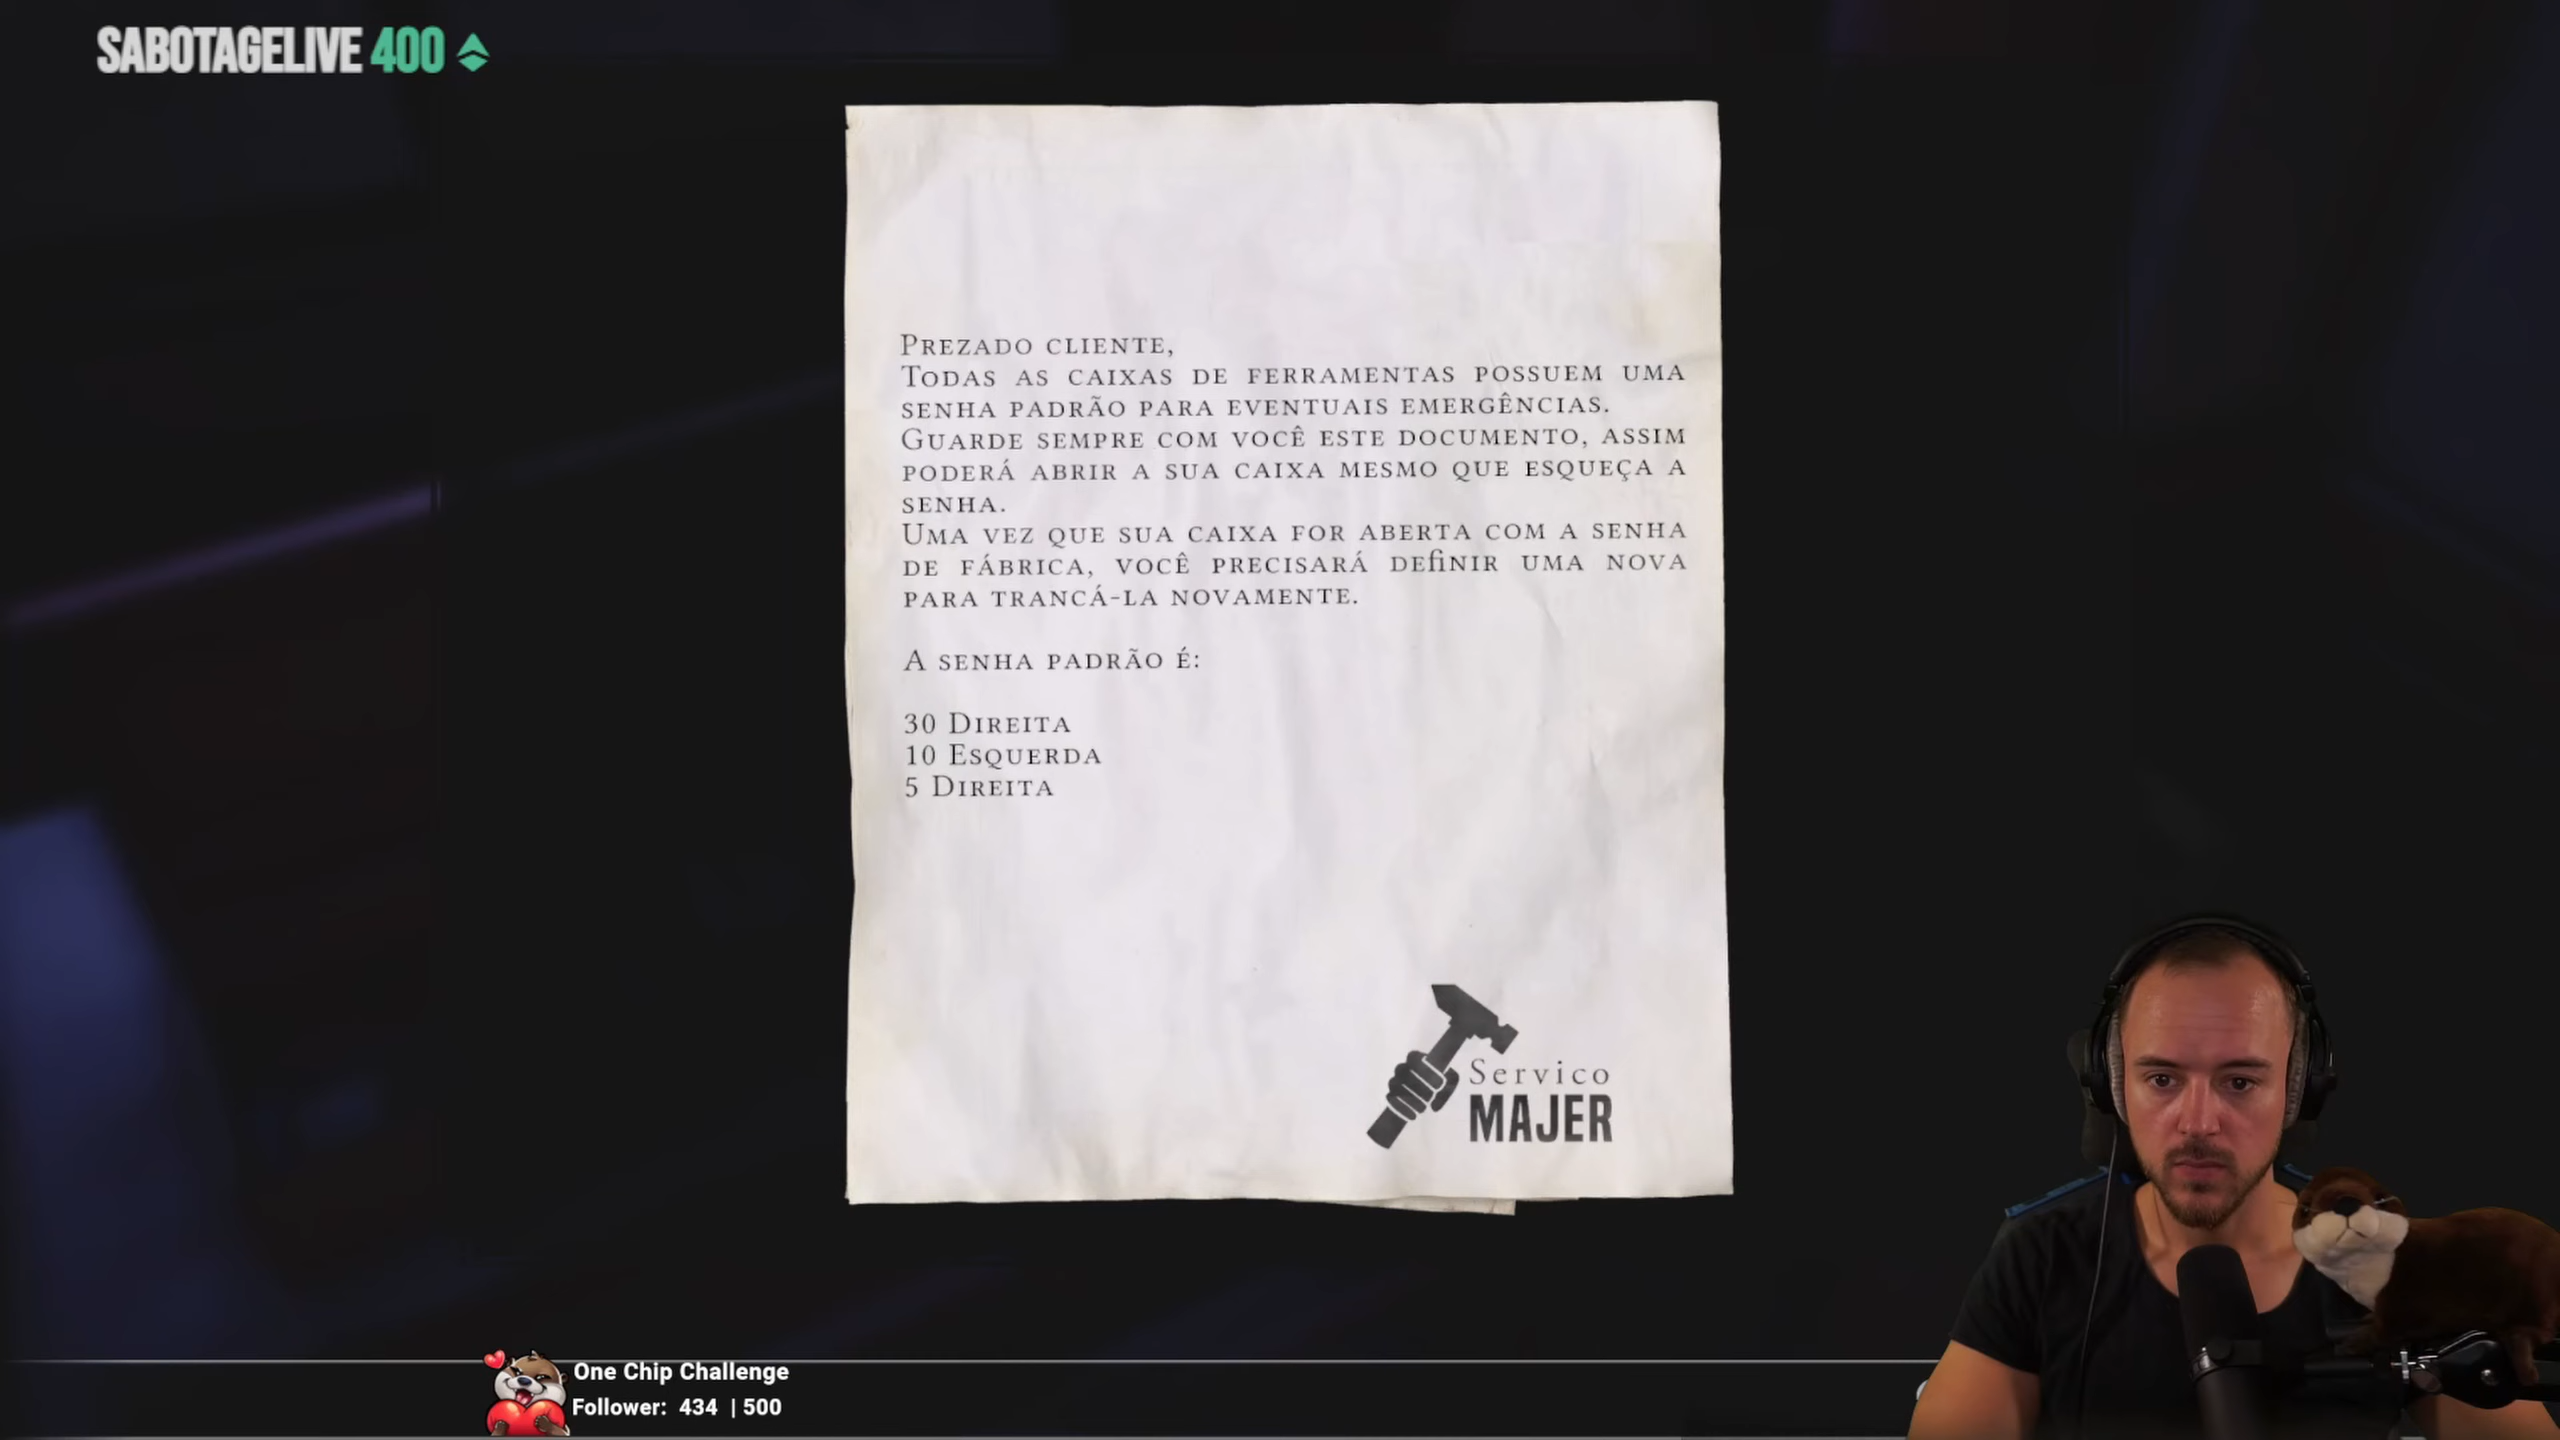 SABOTAGELIVE 400
PREZADO CLIENTE,
TODAS AS CAIXAS DE FERRAMENTAS POSSUEM UMA
SENHA PADRÃO PARA EVENTUAIS EMERGÊNCIAS.
GUARDE SEMPRE COM VOCÊ ESTE DOCUMENTO, ASSIM
PODERÁ ABRIR A SUA CAIXA MESMO QUE ESQUEÇA A
SENHA.
UMA VEZ QUE SUA CAIXA FOR ABERTA COM A SENHA
DE FÁBRICA, VOCÊ PRECISARÁ DEfiNIR UMA NOVA
PARA TRANCÁ-LA NOVAMENTE.
A SENHA PADRÃO É:
30 DIREITA
10 ESQUERDA
5 DIREITA
Servico
MAJER
One Chip Challenge
Follower: 434 | 500